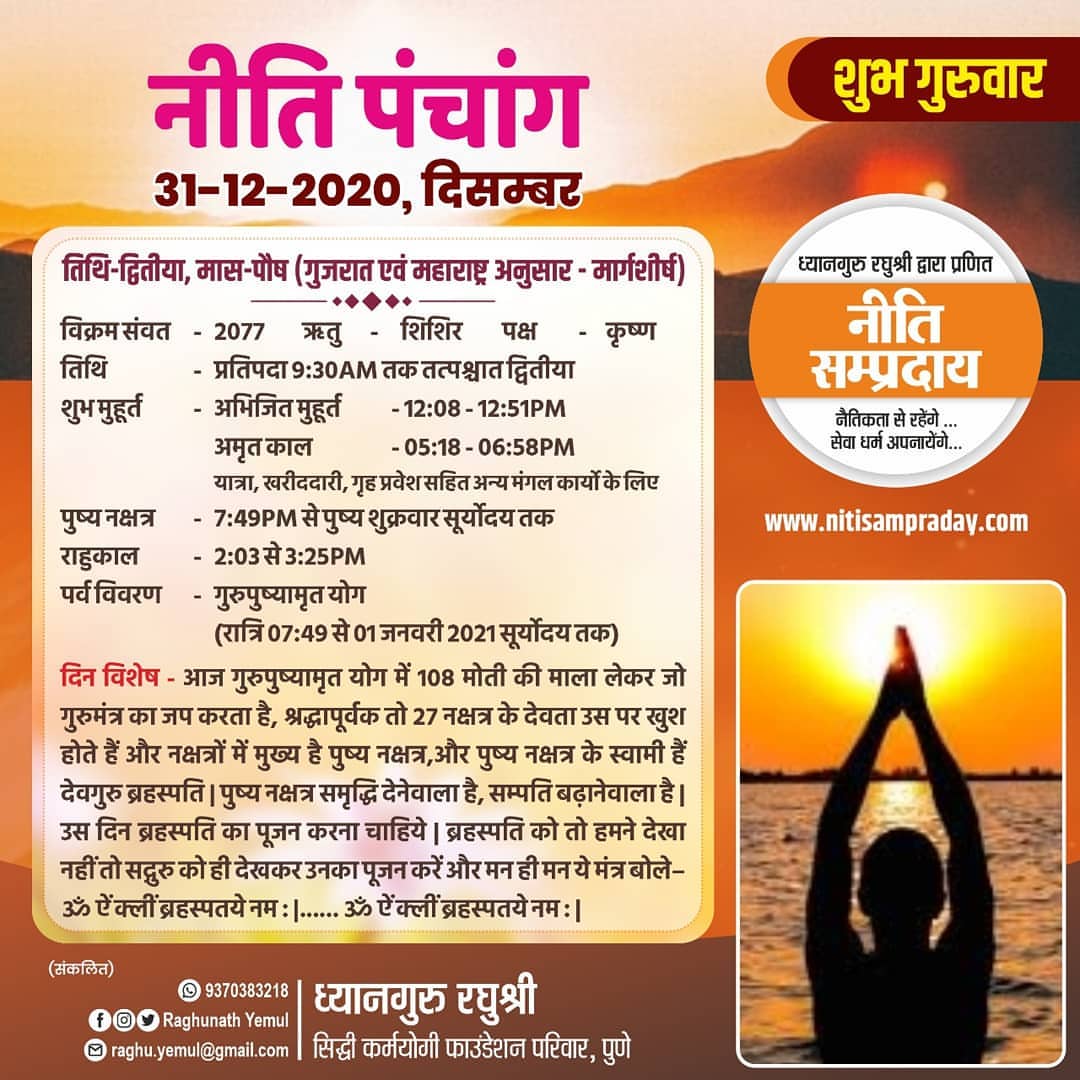 नीति पंचांग
31-12-2020, दिसम्बर
शुभ गुरुवार
तिथि-द्वितीया, मास-पौष (गुजरात एवं महाराष्ट्र अनुसार - मार्गशीर्ष)
विक्रम संवत - 2077 ऋतु - शिशिर पक्ष - कृष्ण
तिथि - प्रतिपदा 9:30AM तक तत्पश्चात द्वितीया
शुभ मुहूर्त - अभिजित मुहूर्त - 12:08 - 12:51PM
अमृत काल - 05:18 - 06:58PM
यात्रा, खरीददारी, गृह प्रवेश सहित अन्य मंगल कार्यो के लिए
पुष्य नक्षत्र - 7:49PM से पुष्य शुक्रवार सूर्योदय तक
राहुकाल - 2:03 से 3:25PM
पर्व विवरण - गुरुपुष्यामृत योग
(रात्रि 07:49 से 01 जनवरी 2021 सूर्योदय तक)
दिन विशेष - आज गुरुपुष्यामृत योग में 108 मोती की माला लेकर जो
गुरुमंत्र का जप करता है, श्रद्धापूर्वक तो 27 नक्षत्र के देवता उस पर खुश
होते हैं और नक्षत्रों में मुख्य है पुष्य नक्षत्र,और पुष्य नक्षत्र के स्वामी हैं
देवगुरु ब्रहस्पति | पुष्य नक्षत्र समृद्धि देनेवाला है, सम्पति बढ़ानेवाला है |
उस दिन ब्रहस्पति का पूजन करना चाहिये | ब्रहस्पति को तो हमने देखा
नहीं तो सद्गुरु को ही देखकर उनका पूजन करें और मन ही मन ये मंत्र बोले–
ॐ ऐं क्लीं ब्रहस्पतये नम : |...... ॐ ऐं क्लीं ब्रहस्पतये नम : |
ध्यानगुरु रघुश्री द्वारा प्रणित
नीति
सम्प्रदाय
नैतिकता से रहेंगे ...
सेवा धर्म अपनायेंगे...
www.nitisampraday.com
(संकलित)
9370383218
Raghunath Yemul
raghu.yemul@gmail.com
ध्यानगुरु रघुश्री
सिद्धी कर्मयोगी फाउंडेशन परिवार, पुणे